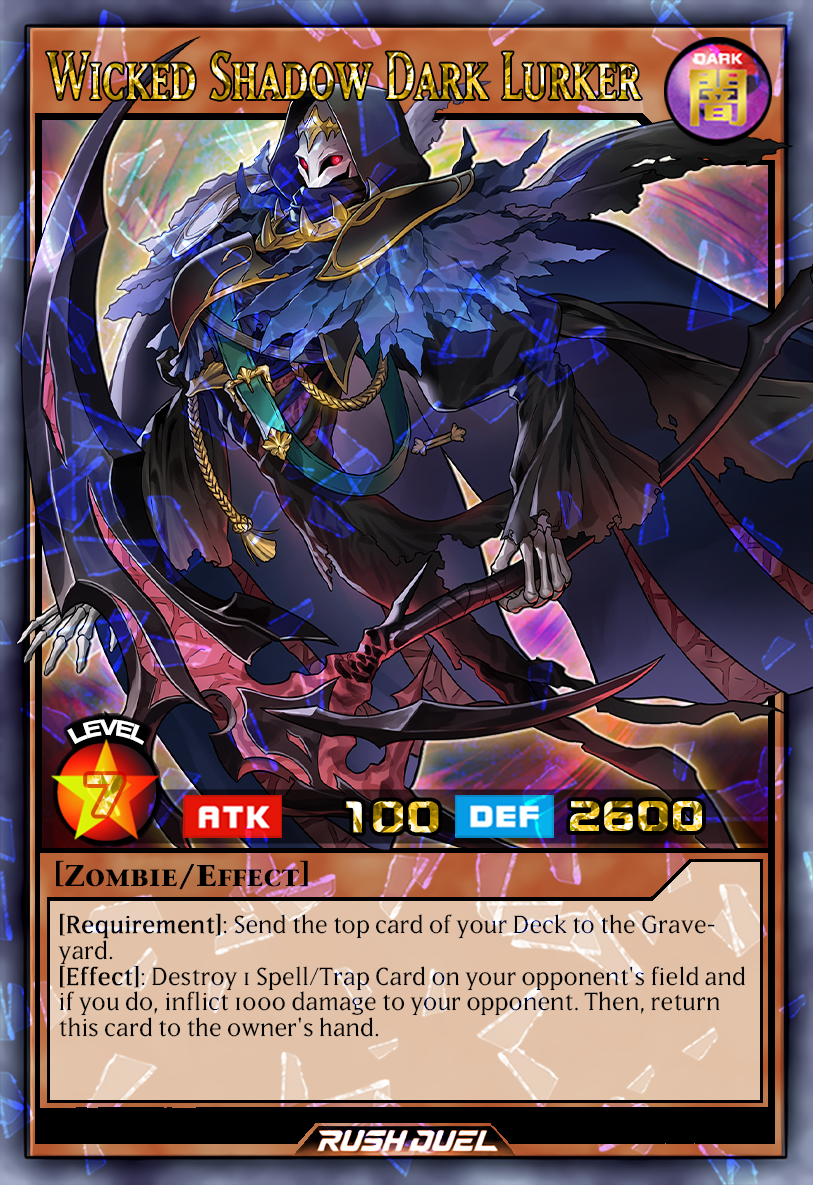 Wicked Shadow Dark Lurker
DARK
闇
LEVEL
7
ATK 100 DEF 2600
[Zombie/Effect]
[Requirement]: Send the top card of your Deck to the Grave-
yard.
[Effect]: Destroy 1 Spell/Trap Card on your opponent's field and
if you do, inflict 1000 damage to your opponent. Then, return
this card to the owner's hand.
RUSH DUEL